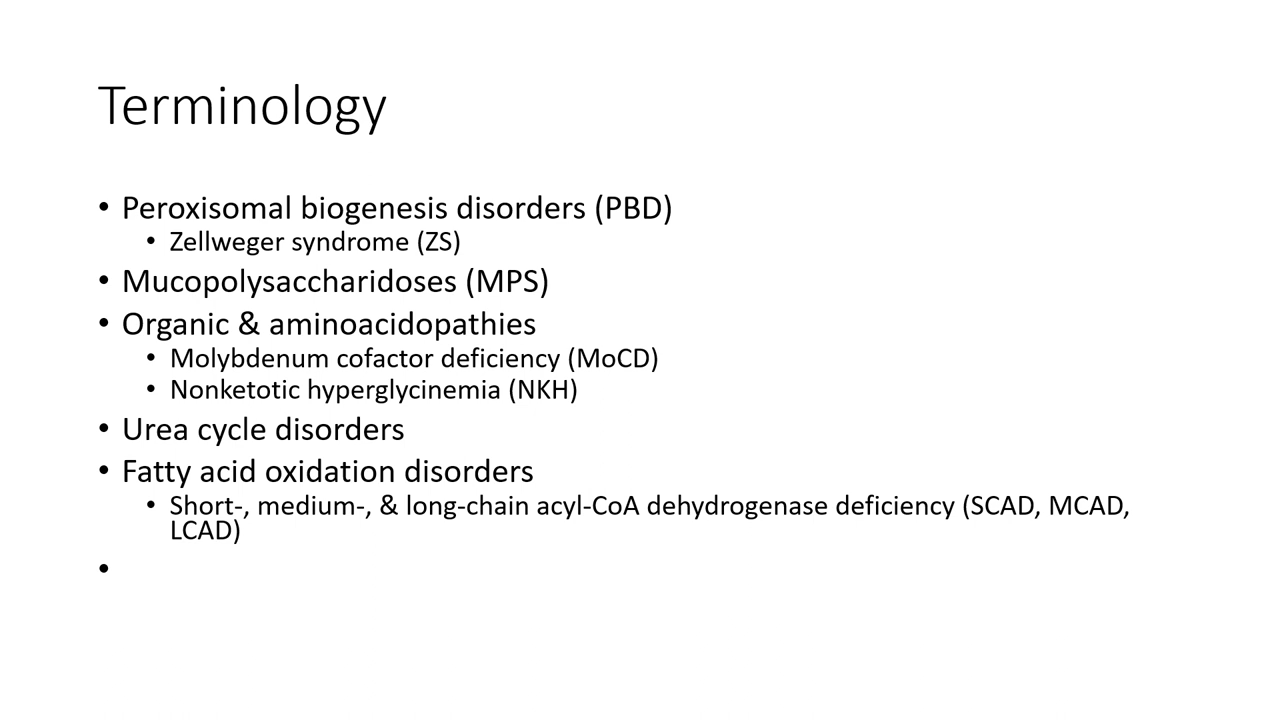 Terminology
• Peroxisomal biogenesis disorders (PBD)
• Zellweger syndrome (ZS)
• Mucopolysaccharidoses (MPS)
• Organic & aminoacidopathies
• Molybdenum cofactor deficiency (MoCD)
• Nonketotic hyperglycinemia (NKH)
• Urea cycle disorders
• Fatty acid oxidation disorders
• Short-, medium-, & long-chain acyl-CoA dehydrogenase deficiency (SCAD, MCAD,
LCAD)
•